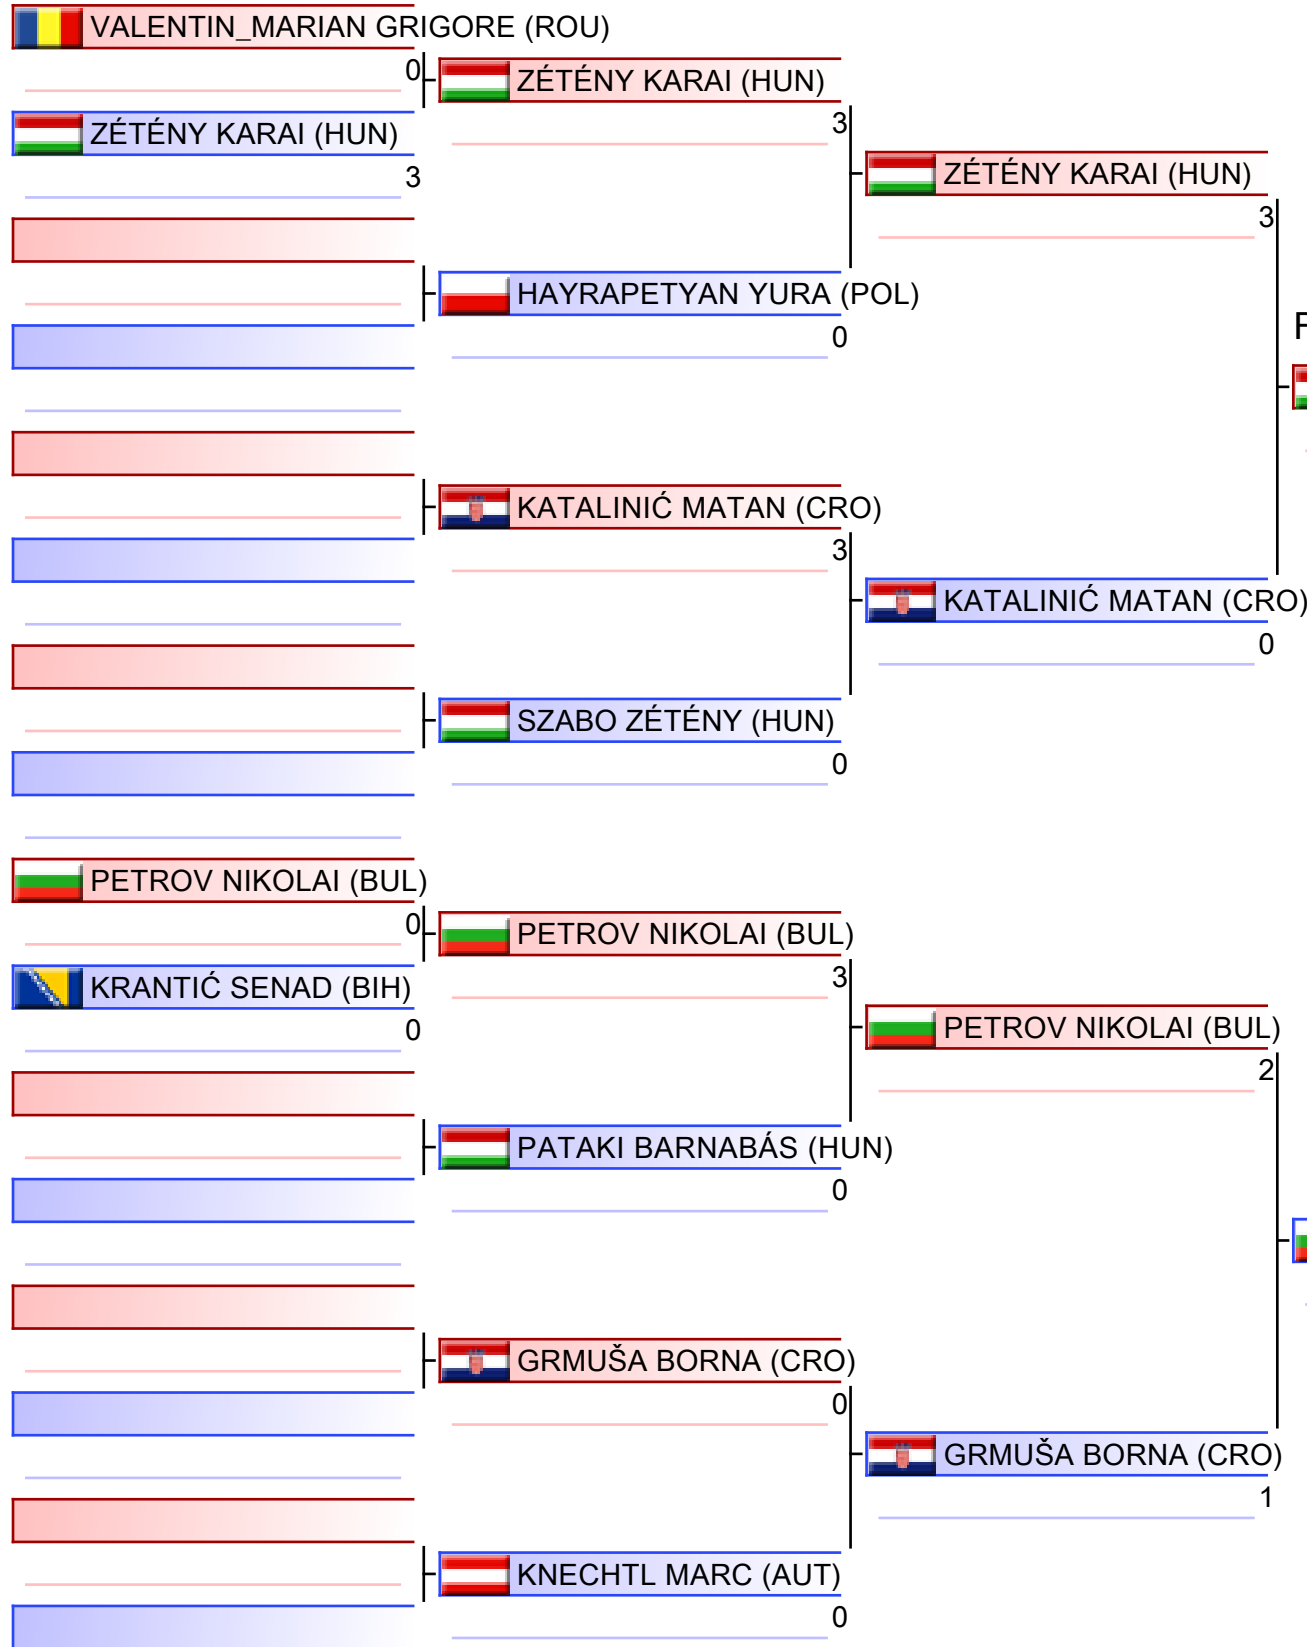 VALENTIN_MARIAN GRIGORE (ROU)
0
ZÉTÉNY KARAI (HUN)
3
ZÉTÉNY KARAI (HUN)
3
HAYRAPETYAN YURA (POL)
0
ZÉTÉNY KARAI (HUN)
3
KATALINIĆ MATAN (CRO)
3
SZABO ZÉTÉNY (HUN)
0
KATALINIĆ MATAN (CRO)
0
PETROV NIKOLAI (BUL)
0
KRANTIĆ SENAD (BIH)
0
PETROV NIKOLAI (BUL)
3
PATAKI BARNABÁS (HUN)
0
PETROV NIKOLAI (BUL)
2
GRMUŠA BORNA (CRO)
0
KNECHTL MARC (AUT)
0
GRMUŠA BORNA (CRO)
1